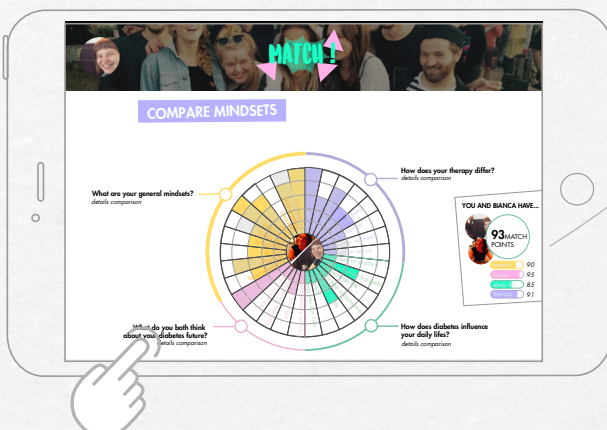 MATCH !
COMPARE MINDSETS
What are your general mindsets?
details comparison
How does your therapy differ?
details comparison
YOU AND BIANCA HAVE...
93 MATCH
POINTS
90
95
85
therapy 91
What do you both think
about your diabetes future?
details comparison
How does diabetes influence
your daily lifes?
details comparison